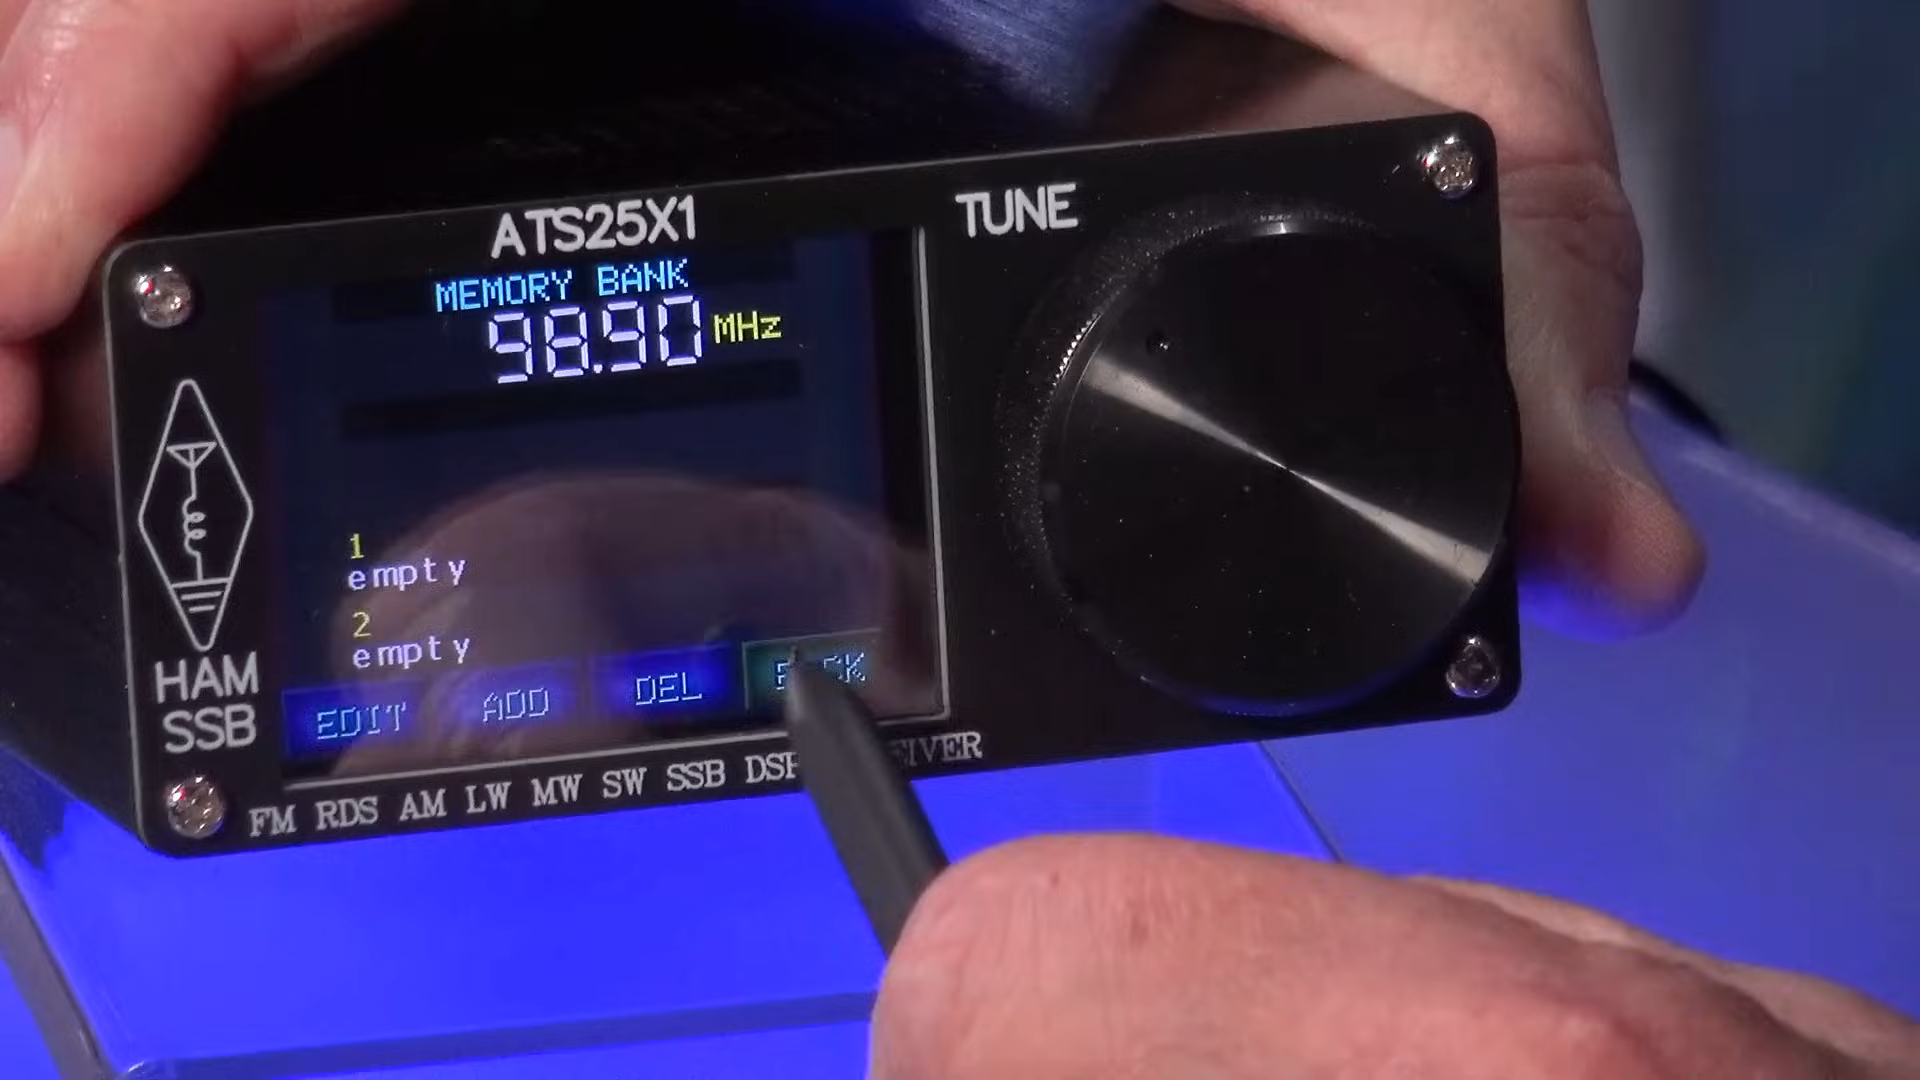 ATS25X1
TUNE
MEMORY BANK
98.90 MHz
1
empty
2
empty
EDIT ADD DEL BACK
HAM
SSB
FM RDS AM LW MW SW SSB DSP